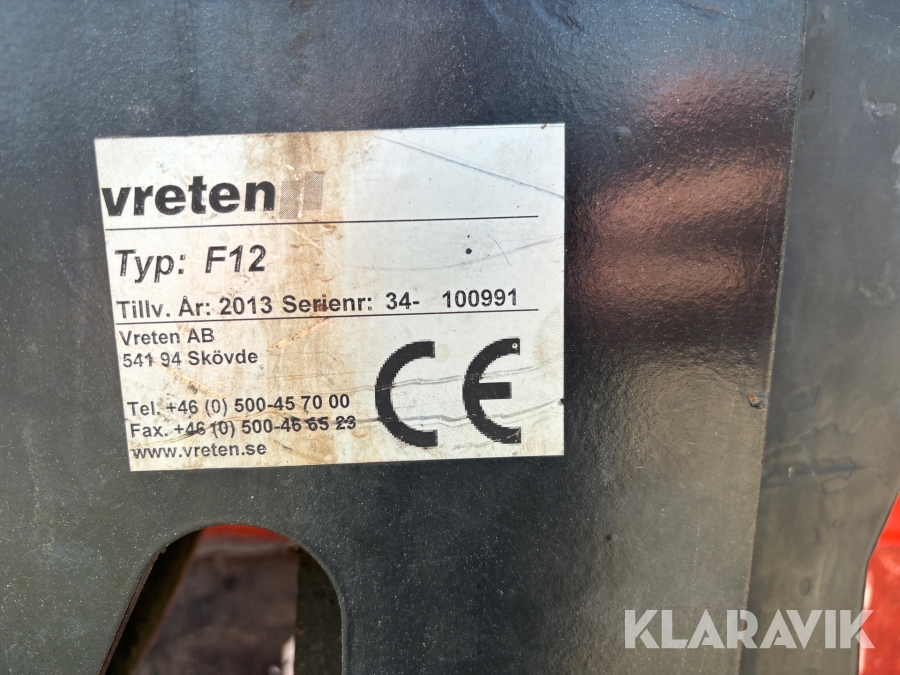 vreten
Typ: F12
Tillv. År: 2013 Serienr: 34- 100991
Vreten AB
541 94 Skövde
Tel. +46 (0) 500-45 70 00
Fax. +46 (0) 500-46 65 23
www.vreten.se
CE
KLARAVIK